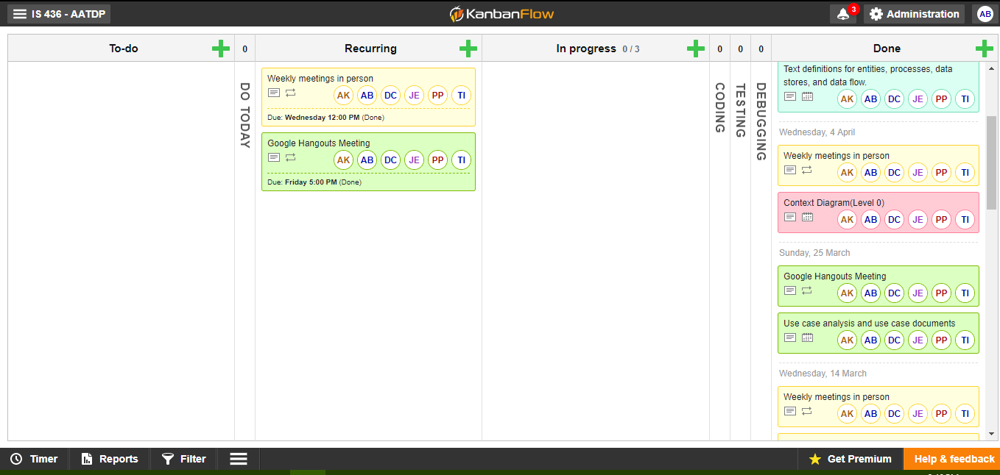 IS 436 - AATDP
KanbanFlow
3
Administration
AB
To-do
0
Recurring
In progress 0 / 3
0
0
0
Done
DO TODAY
Weekly meetings in person
AK AB DC JE PP TI
Due: Wednesday 12:00 PM (Done)
Google Hangouts Meeting
AK AB DC JE PP TI
Due: Friday 5:00 PM (Done)
CODING
TESTING
DEBUGGING
Text definitions for entities, processes, data
stores, and data flow.
AK AB DC JE PP TI
Wednesday, 4 April
Weekly meetings in person
AK AB DC JE PP TI
Context Diagram(Level 0)
AK AB DC JE PP TI
Sunday, 25 March
Google Hangouts Meeting
AK AB DC JE PP TI
Use case analysis and use case documents
AK AB DC JE PP TI
Wednesday, 14 March
Weekly meetings in person
AK AB DC JE PP TI
Timer
Reports
Filter
Get Premium
Help & feedback